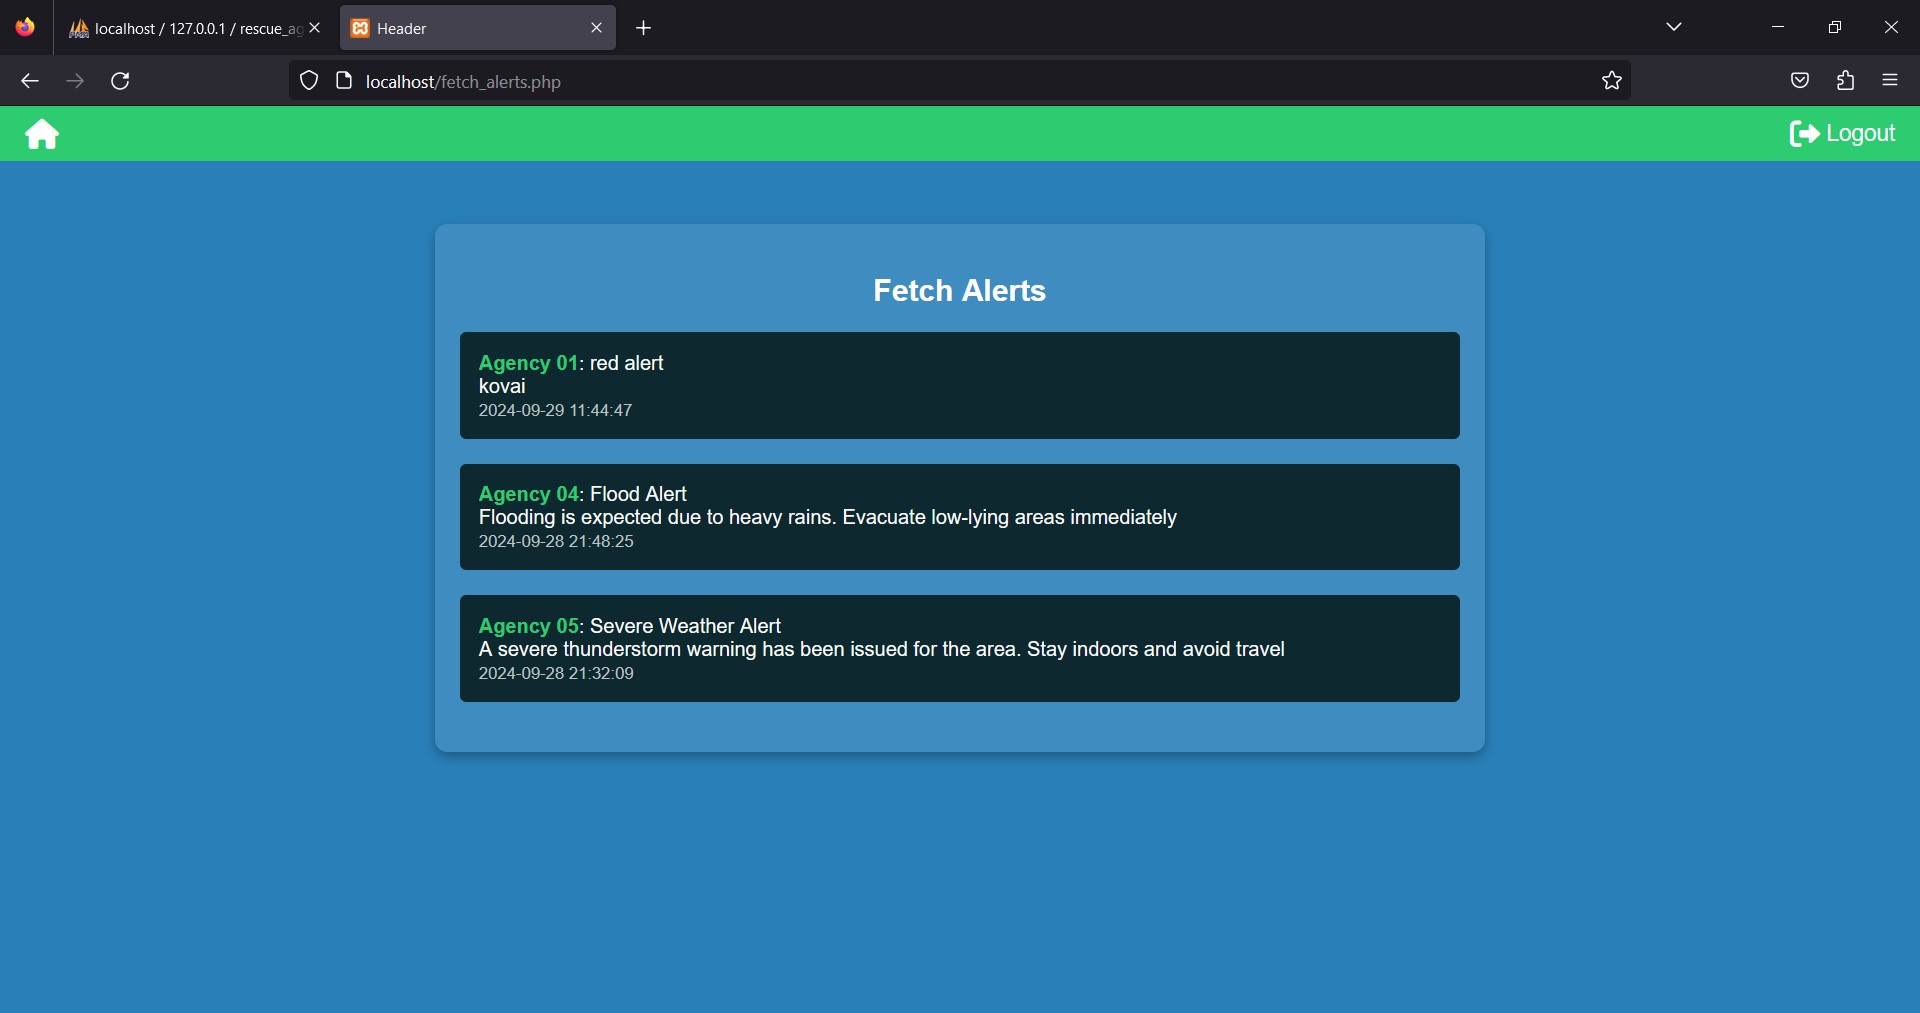 localhost / 127.0.0.1 / rescue_ag
Header
localhost/fetch_alerts.php
Logout
Fetch Alerts
Agency 01: red alert
kovai
2024-09-29 11:44:47
Agency 04: Flood Alert
Flooding is expected due to heavy rains. Evacuate low-lying areas immediately
2024-09-28 21:48:25
Agency 05: Severe Weather Alert
A severe thunderstorm warning has been issued for the area. Stay indoors and avoid travel
2024-09-28 21:32:09